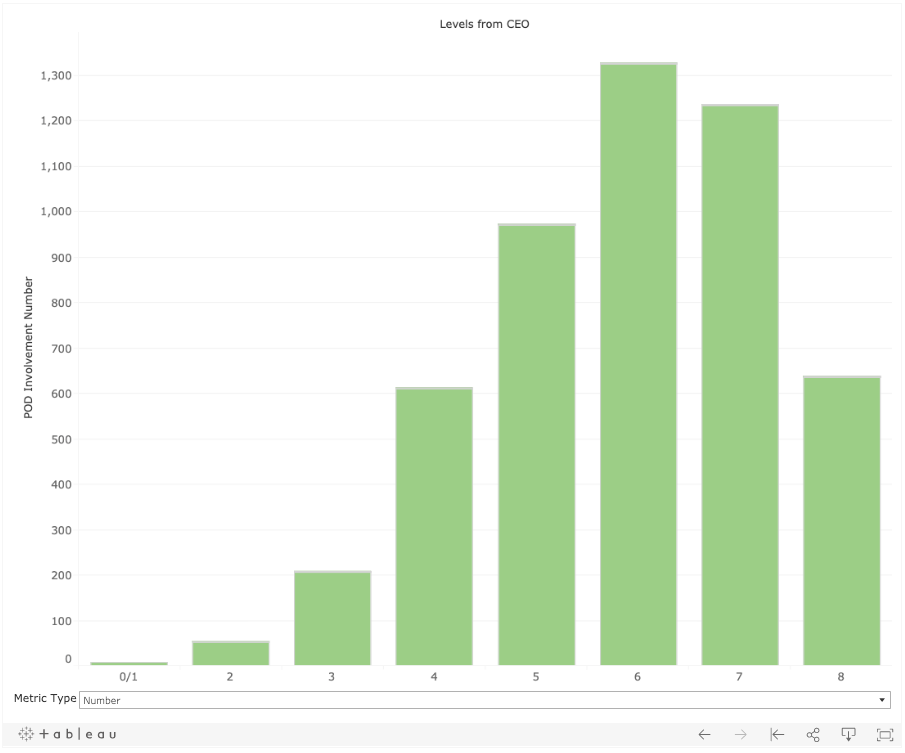 Levels from CEO
POD Involvement Number
1,300
1,200
1,100
1,000
900
800
700
600
500
400
300
200
100
0
0/1 2 3 4 5 6 7 8
Metric Type Number
+ a b | e a u